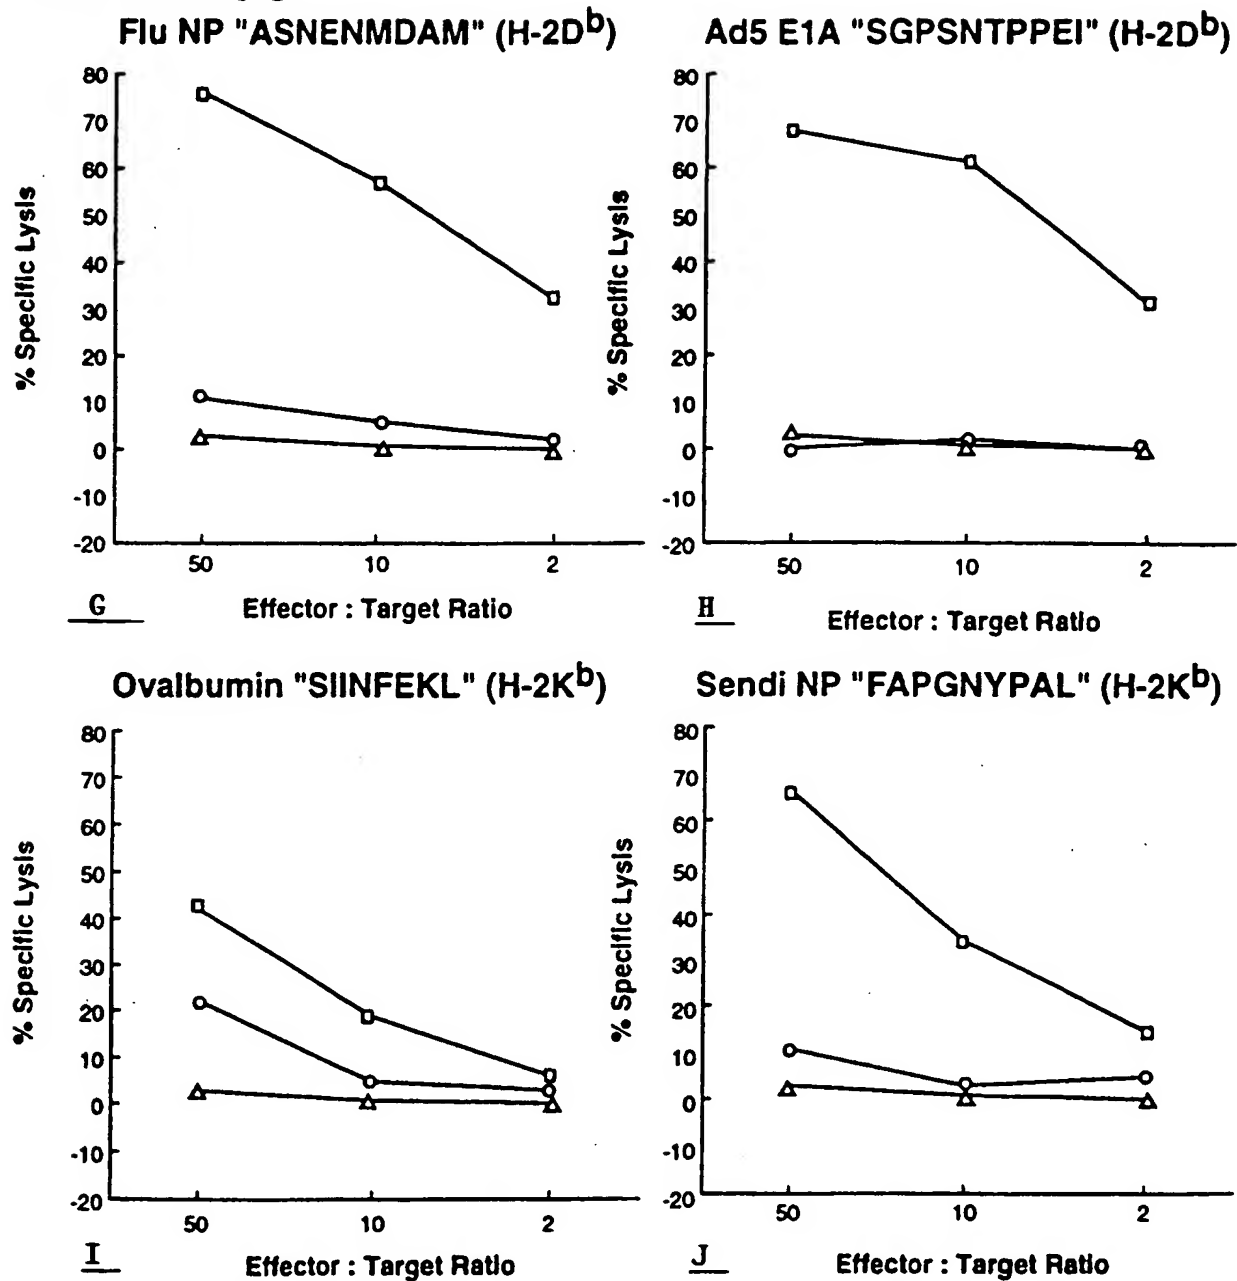 Flu NP "ASNENMDAM" (H-2Db)
80
70
60
50
40
30
20
10
0
-10
-20
% Specific Lysis
50 10 2
G Effector : Target Ratio
Ad5 E1A "SGPSNTPPEI" (H-2Db)
80
70
60
50
40
30
20
10
0
-10
-20
% Specific Lysis
50 10 2
H Effector : Target Ratio
Ovalbumin "SIINFEKL" (H-2Kb)
80
70
60
50
40
30
20
10
0
-10
-20
% Specific Lysis
50 10 2
I Effector : Target Ratio
Sendi NP "FAPGNYPAL" (H-2Kb)
80
70
60
50
40
30
20
10
0
-10
-20
% Specific Lysis
50 10 2
J Effector : Target Ratio